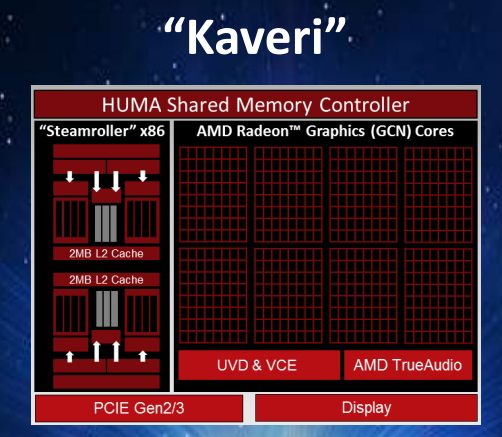 “Kaveri”
HUMA Shared Memory Controller
“Steamroller” x86
AMD Radeon™ Graphics (GCN) Cores
2MB L2 Cache
2MB L2 Cache
UVD & VCE
AMD TrueAudio
PCIE Gen2/3
Display